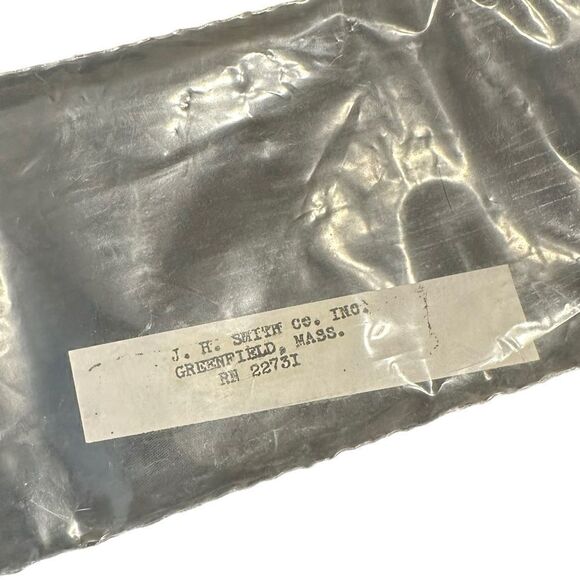 J. H. SMITH CO. INC.
GREENFIELD, MASS.
RN 22731